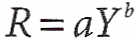 R = aY^b